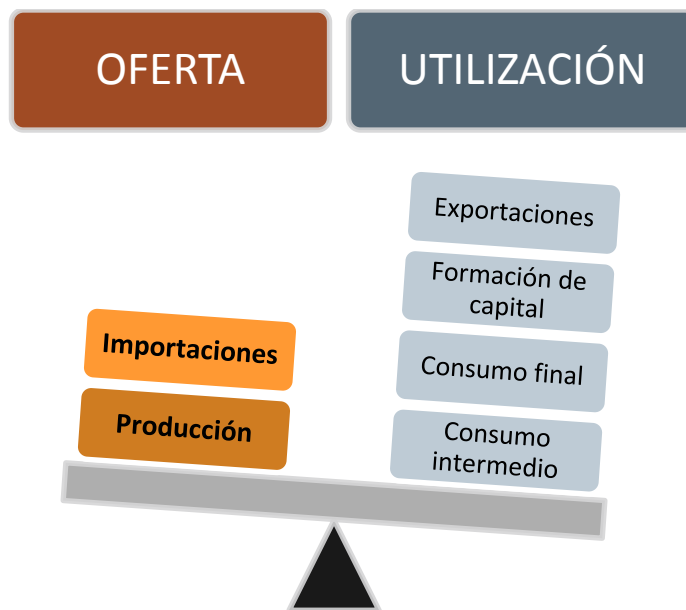 OFERTA
UTILIZACIÓN
Exportaciones
Formación de
capital
Importaciones
Consumo final
Producción
Consumo
intermedio